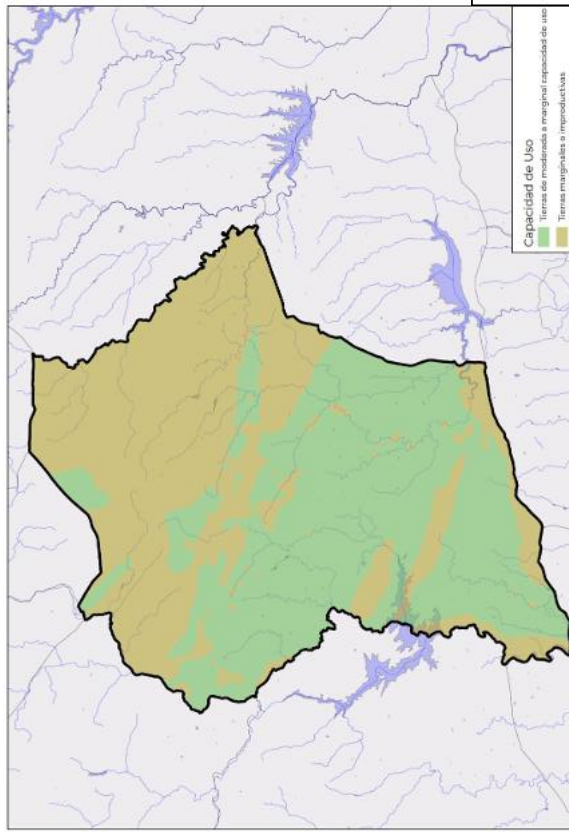 Capacidad de Uso
Tierras de moderada a marginal capacidad de uso
Tierras marginales o improductivas